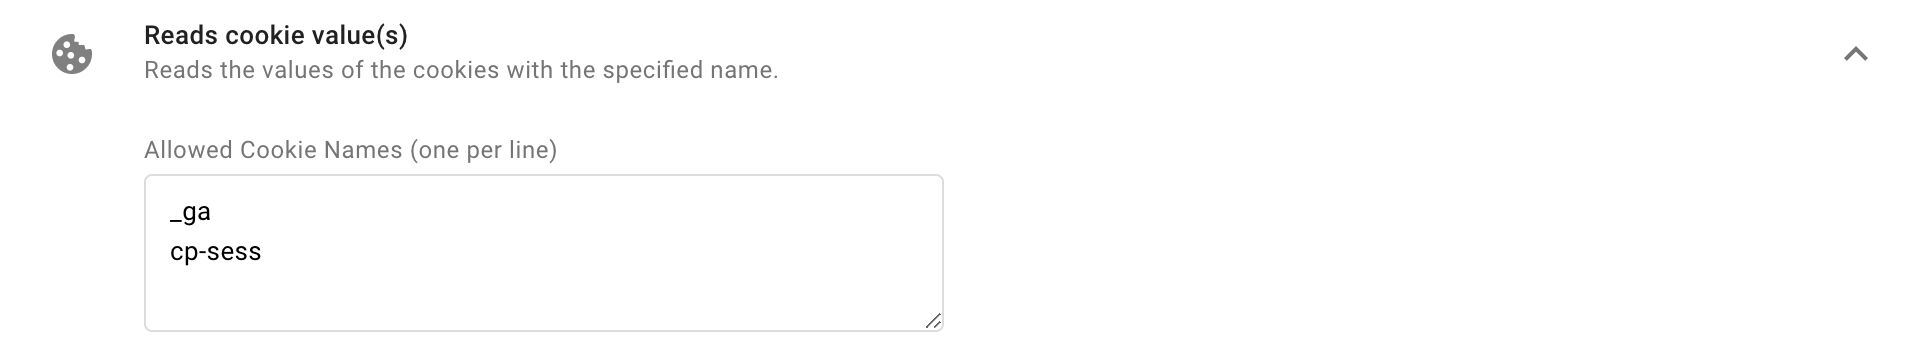 Reads cookie value(s)
Reads the values of the cookies with the specified name.
Allowed Cookie Names (one per line)
_ga
cp-sess